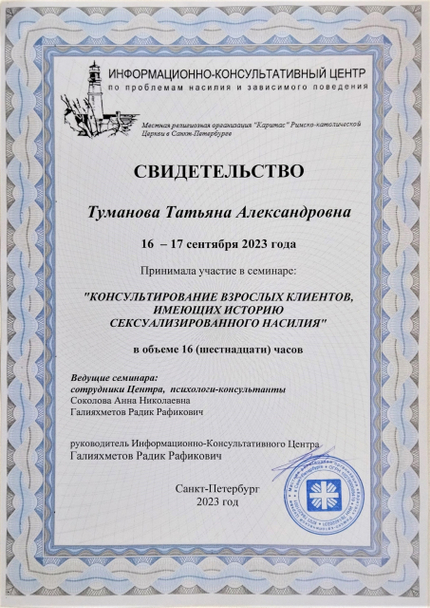 ИНФОРМАЦИОННО-КОНСУЛЬТАТИВНЫЙ ЦЕНТР
по проблемам насилия и зависимого поведения
Местная религиозная организация "Каритас" Римско-католической
Церкви в Санкт-Петербурге
СВИДЕТЕЛЬСТВО
Туманова Татьяна Александровна
16 – 17 сентября 2023 года
Принимала участие в семинаре:
"КОНСУЛЬТИРОВАНИЕ ВЗРОСЛЫХ КЛИЕНТОВ,
ИМЕЮЩИХ ИСТОРИЮ
СЕКСУАЛИЗИРОВАННОГО НАСИЛИЯ"
в объеме 16 (шестнадцати) часов
Ведущие семинара:
сотрудники Центра, психологи-консультанты
Соколова Анна Николаевна
Галияхметов Радик Рафикович
руководитель Информационно-Консультативного Центра
Галияхметов Радик Рафикович
Санкт-Петербург
2023 год